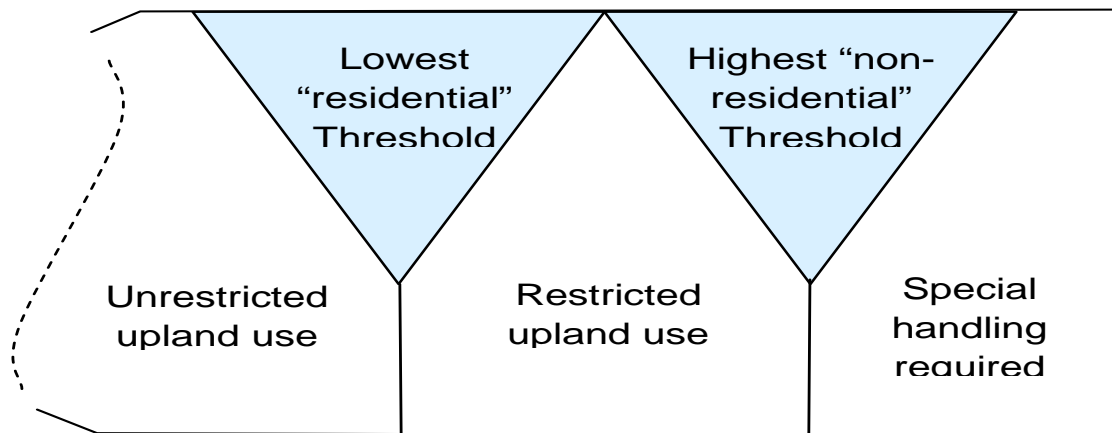 Lowest
“residential”
Threshold
Highest “non-
residential”
Threshold
Unrestricted
upland use
Restricted
upland use
Special
handling
required